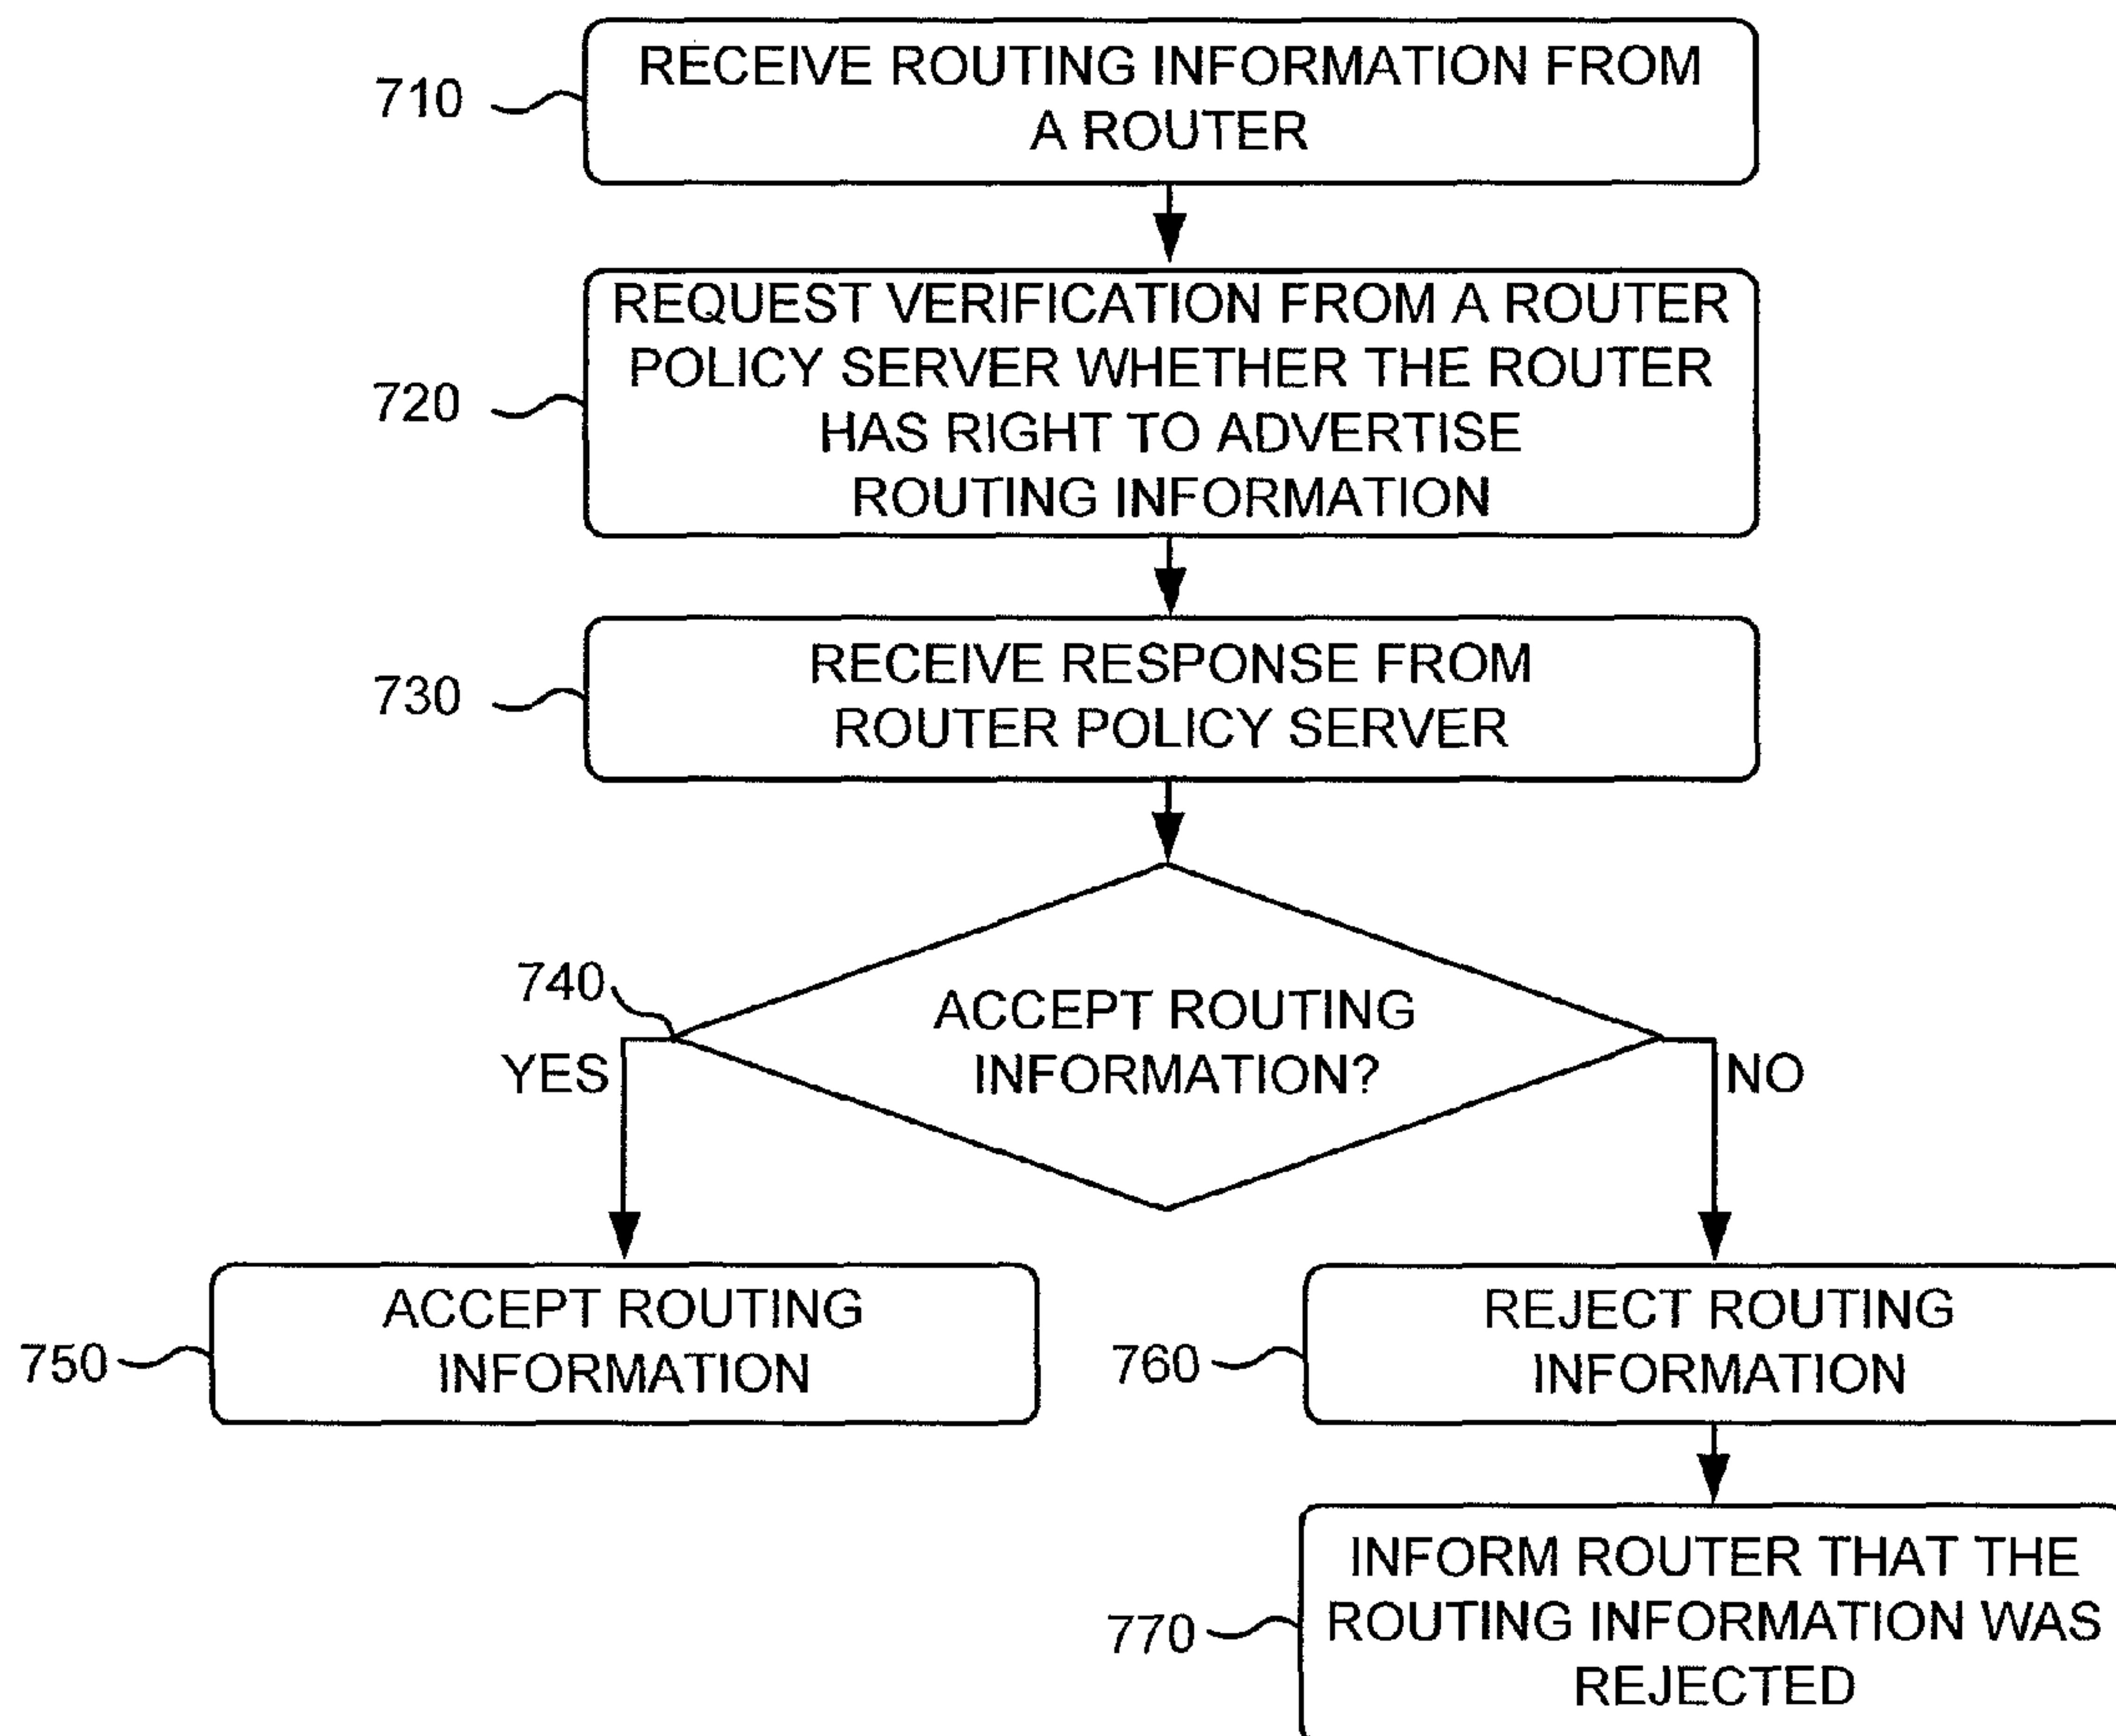 710
RECEIVE ROUTING INFORMATION FROM
A ROUTER
720
REQUEST VERIFICATION FROM A ROUTER
POLICY SERVER WHETHER THE ROUTER
HAS RIGHT TO ADVERTISE
ROUTING INFORMATION
730
RECEIVE RESPONSE FROM
ROUTER POLICY SERVER
740
ACCEPT ROUTING
INFORMATION?
YES
NO
750
ACCEPT ROUTING
INFORMATION
760
REJECT ROUTING
INFORMATION
770
INFORM ROUTER THAT THE
ROUTING INFORMATION WAS
REJECTED